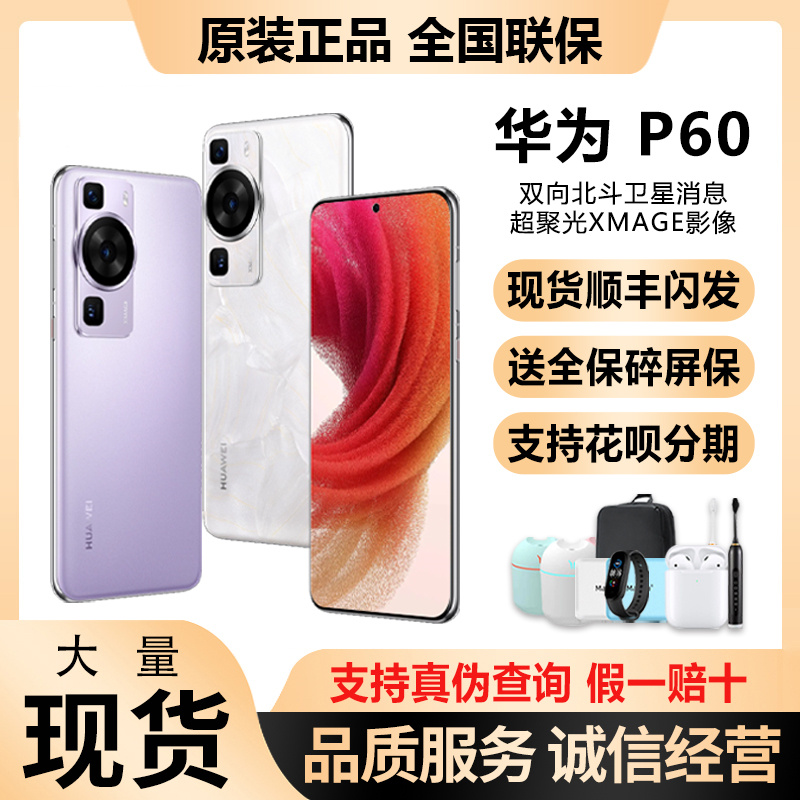 原装正品 全国联保
华为 P60
双向北斗卫星消息
超聚光XMAGE影像
现货顺丰闪发
送全保碎屏保
支持花呗分期
HUAWEI
HUAWEI
大量
现货
支持真伪查询 假一赔十
品质服务 诚信经营